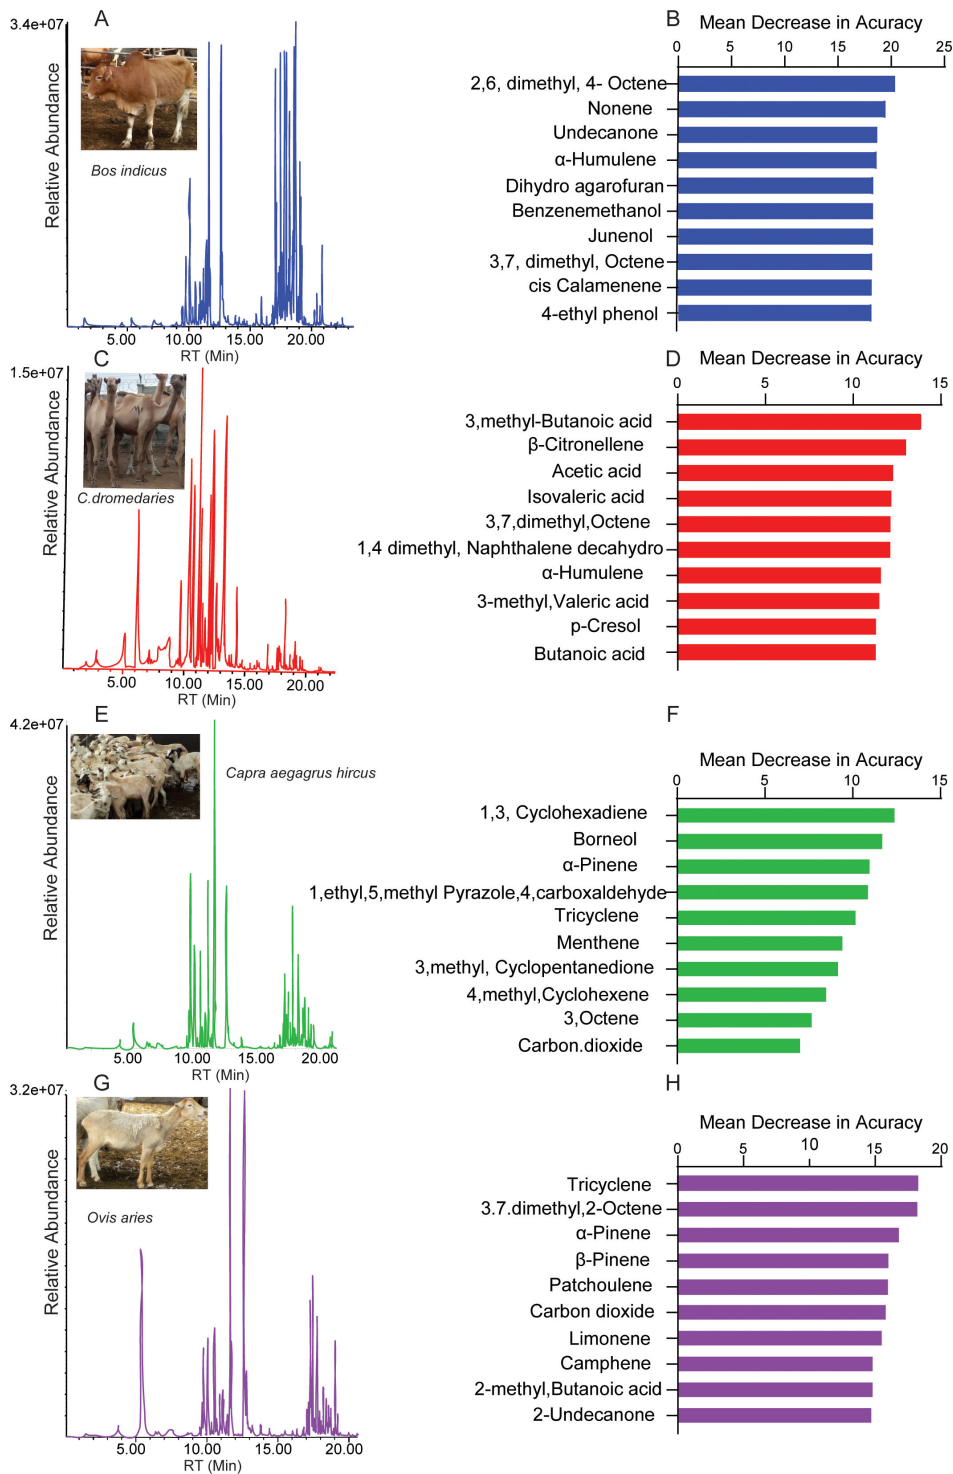 A
3.4e+07
Relative Abundance
Bos indicus
5.00 10.00 15.00 20.00
RT (Min)
B
Mean Decrease in Acuracy
0 5 10 15 20 25
2,6, dimethyl, 4- Octene
Nonene
Undecanone
α-Humulene
Dihydro agarofuran
Benzenemethanol
Junenol
3,7, dimethyl, Octene
cis Calamenene
4-ethyl phenol
C
1.5e+07
Relative Abundance
C.dromedaries
5.00 10.00 15.00 20.00
RT (Min)
D
Mean Decrease in Acuracy
0 5 10 15
3,methyl-Butanoic acid
β-Citronellene
Acetic acid
Isovaleric acid
3,7,dimethyl,Octene
1,4 dimethyl, Naphthalene decahydro
α-Humulene
3-methyl,Valeric acid
p-Cresol
Butanoic acid
E
4.2e+07
Relative Abundance
Capra aegagrus hircus
5.00 10.00 15.00 20.00
RT (Min)
F
Mean Decrease in Acuracy
0 5 10 15
1,3, Cyclohexadiene
Borneol
α-Pinene
1,ethyl,5,methyl Pyrazole,4,carboxaldehyde
Tricyclene
Menthene
3,methyl, Cyclopentanedione
4,methyl,Cyclohexene
3,Octene
Carbon.dioxide
G
3.2e+07
Relative Abundance
Ovis aries
5.00 10.00 15.00 20.00
RT (Min)
H
Mean Decrease in Acuracy
0 5 10 15 20
Tricyclene
3.7.dimethyl,2-Octene
α-Pinene
β-Pinene
Patchoulene
Carbon dioxide
Limonene
Camphene
2-methyl,Butanoic acid
2-Undecanone